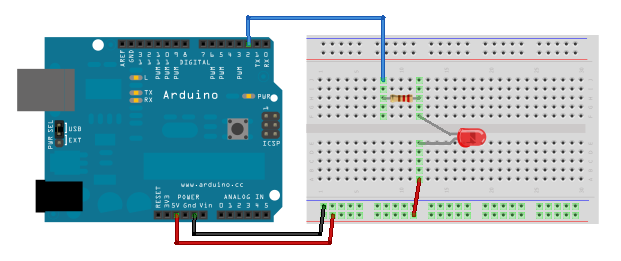 AREF
GND
13
12
11
10
9
8
7
6
5
4
3
2
1
0
PWM
PWM
PWM
PWM
PWM
PWM
TX
RX
DIGITAL
L
TX
RX
Arduino
PWR
1
ICSP
PWR SEL
USB
EXT
www.arduino.cc
RESET
3V3
5V
Gnd
Vin
POWER
ANALOG IN
0 1 2 3 4 5